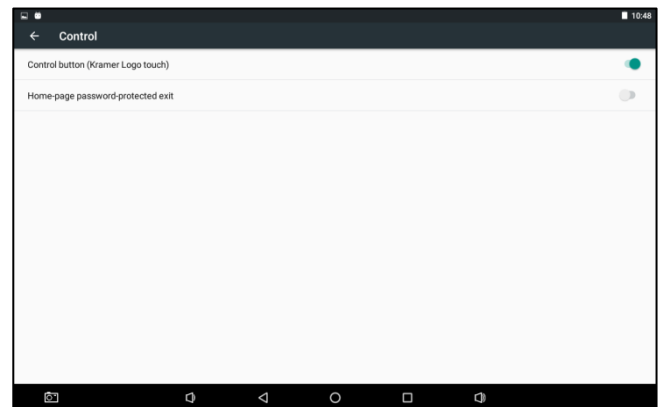 10:48
Control
Control button (Kramer Logo touch)
Home-page password-protected exit